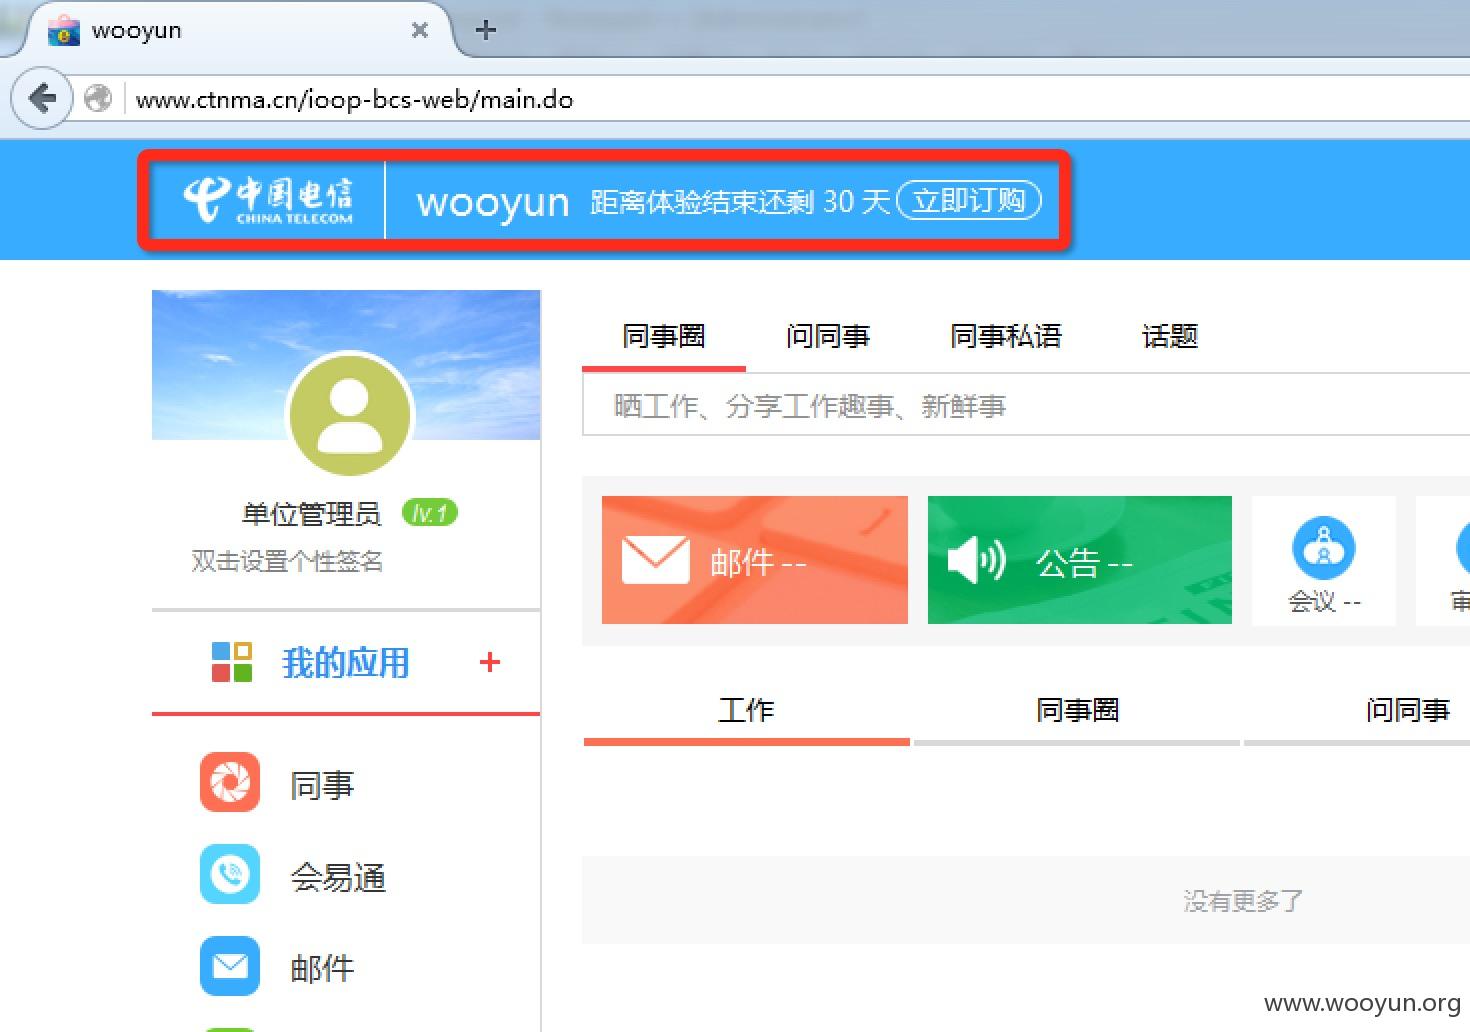 wooyun
www.ctnma.cn/ioop-bcs-web/main.do
中国电信
CHINA TELECOM
wooyun 距离体验结束还剩 30 天 立即订购
同事圈 问同事 同事私语 话题
晒工作、分享工作趣事、新鲜事
单位管理员 lv.1
双击设置个性签名
邮件 --
公告 --
会议 --
审
我的应用 +
工作 同事圈 问同事
同事
会易通
邮件
没有更多了
www.wooyun.org